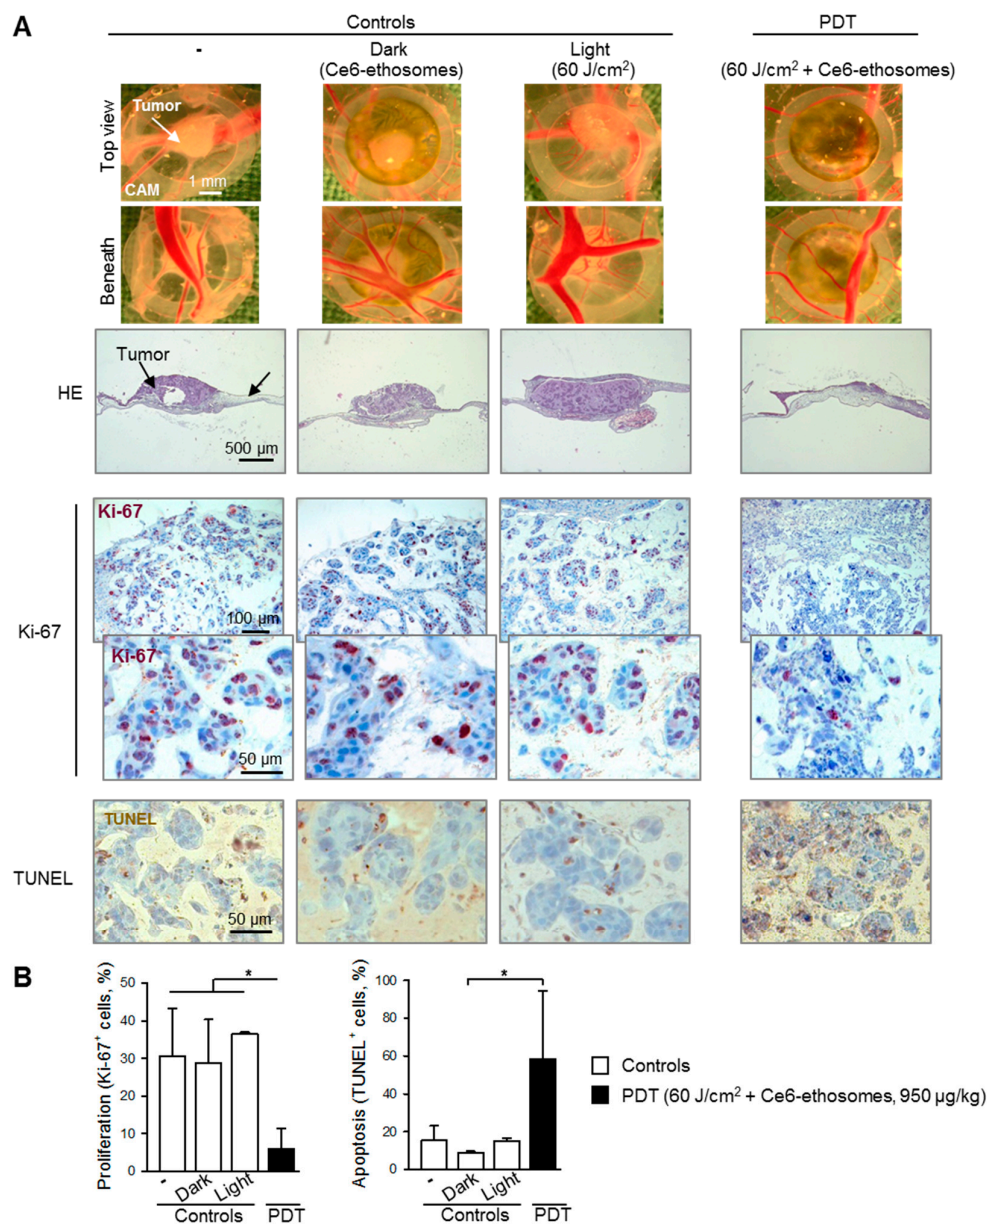 A
Controls
PDT
-
Dark
(Ce6-ethosomes)
Light
(60 J/cm²)
(60 J/cm² + Ce6-ethosomes)
Top view
Tumor
CAM
1 mm
Beneath
HE
Tumor
500 µm
Ki-67
Ki-67
100 µm
Ki-67
50 µm
TUNEL
TUNEL
50 µm
B
Proliferation (Ki-67⁺ cells, %)
50
40
30
20
10
0
*
-
Dark
Light
Controls
PDT
Apoptosis (TUNEL⁺ cells, %)
100
80
60
40
20
0
*
-
Dark
Light
Controls
PDT
Controls
PDT (60 J/cm² + Ce6-ethosomes, 950 µg/kg)